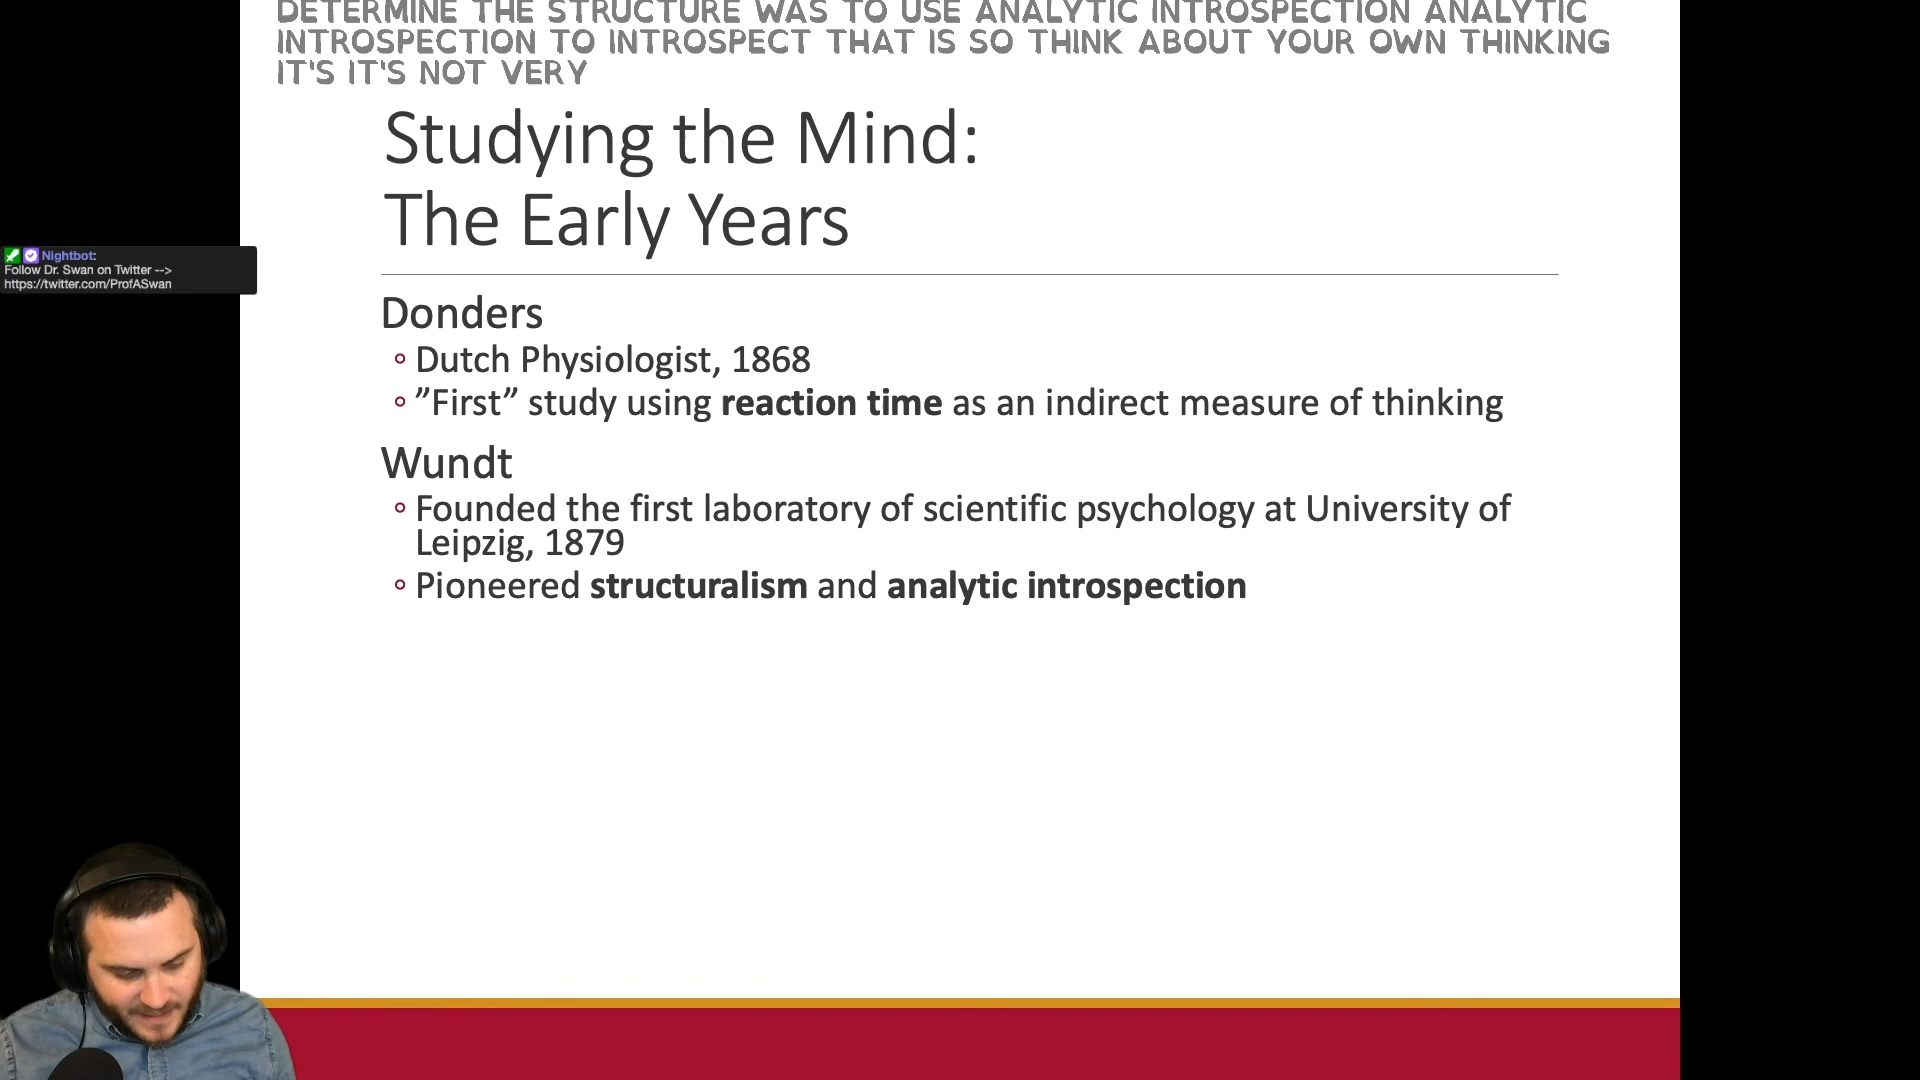 DETERMINE THE STRUCTURE WAS TO USE ANALYTIC INTROSPECTION ANALYTIC
INTROSPECTION TO INTROSPECT THAT IS SO THINK ABOUT YOUR OWN THINKING
IT'S IT'S NOT VERY
Studying the Mind:
The Early Years
Nightbot:
Follow Dr. Swan on Twitter -->
https://twitter.com/ProfASwan
Donders
◦ Dutch Physiologist, 1868
◦ ”First” study using reaction time as an indirect measure of thinking
Wundt
◦ Founded the first laboratory of scientific psychology at University of
Leipzig, 1879
◦ Pioneered structuralism and analytic introspection